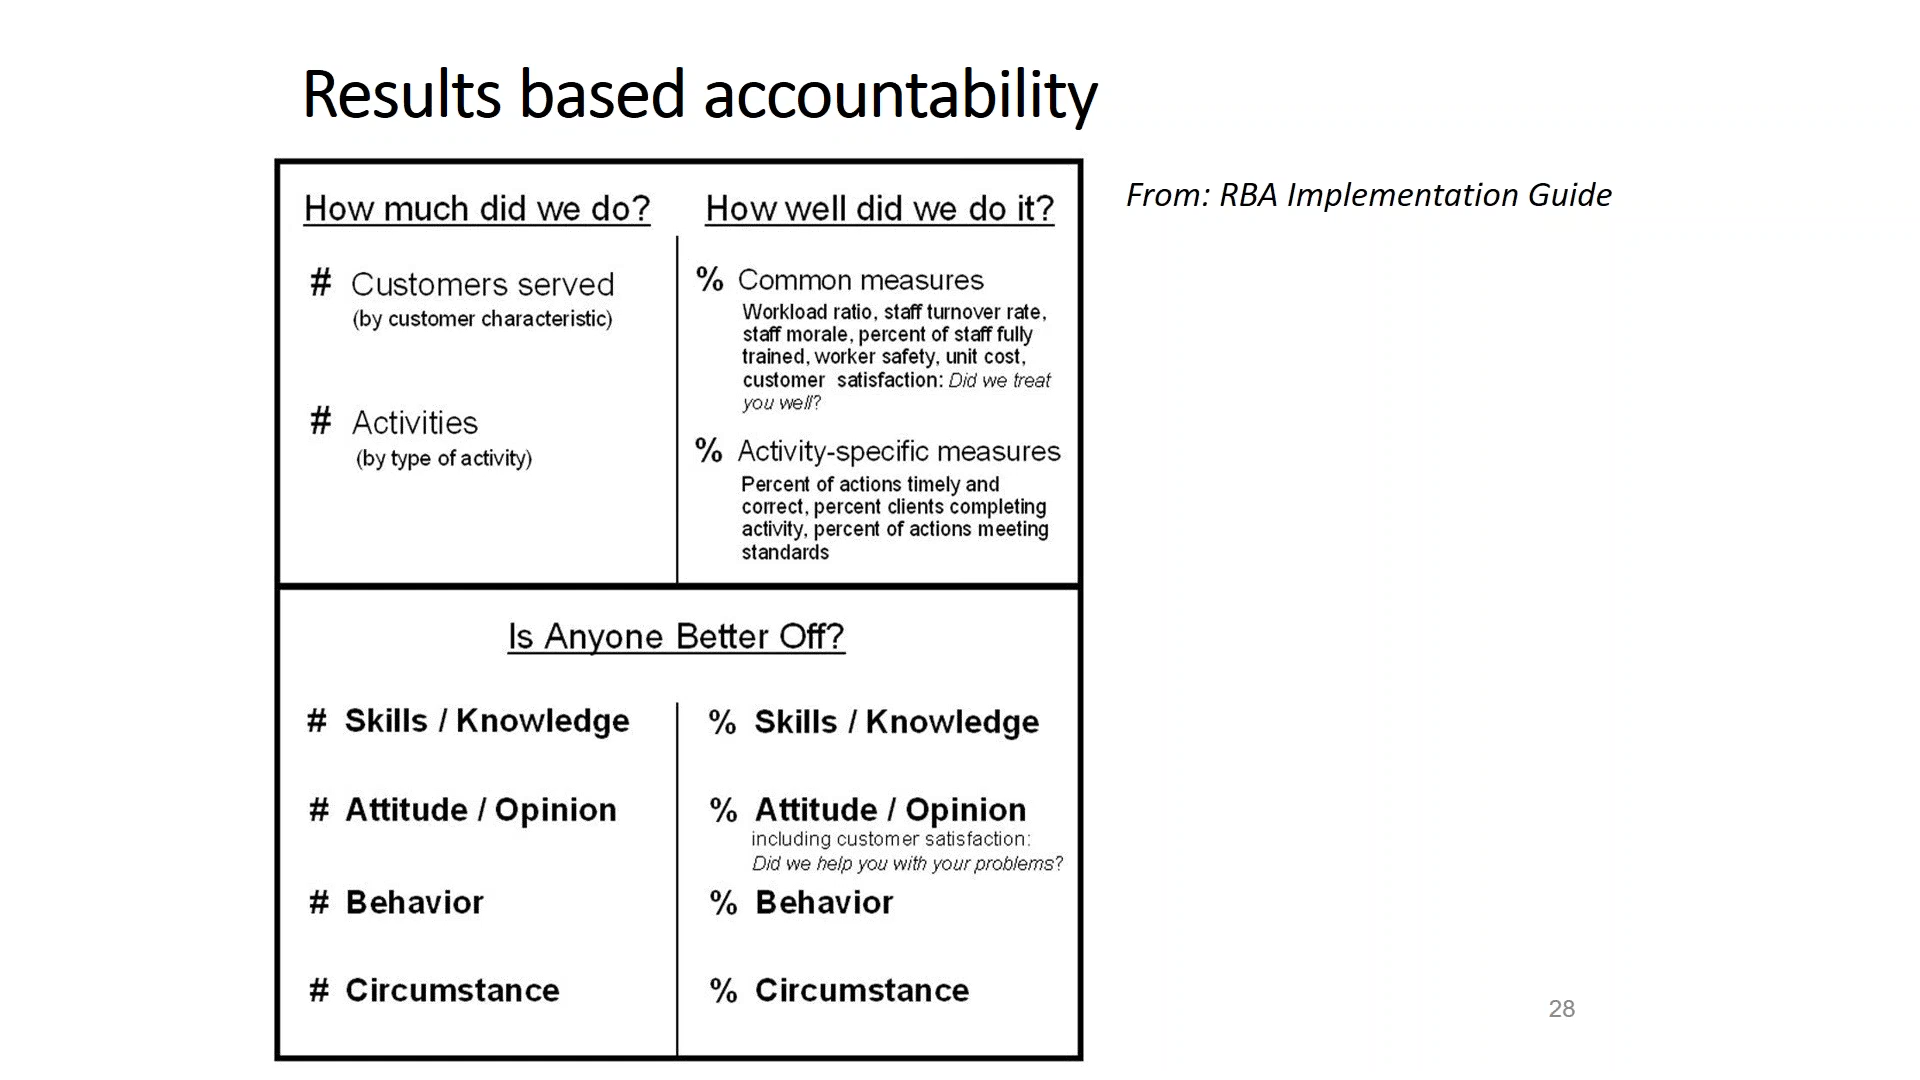 Results based accountability
From: RBA Implementation Guide
How much did we do?
# Customers served
(by customer characteristic)
# Activities
(by type of activity)
How well did we do it?
% Common measures
Workload ratio, staff turnover rate,
staff morale, percent of staff fully
trained, worker safety, unit cost,
customer satisfaction: Did we treat
you well?
% Activity-specific measures
Percent of actions timely and
correct, percent clients completing
activity, percent of actions meeting
standards
Is Anyone Better Off?
# Skills / Knowledge
# Attitude / Opinion
# Behavior
# Circumstance
% Skills / Knowledge
% Attitude / Opinion
including customer satisfaction:
Did we help you with your problems?
% Behavior
% Circumstance
28